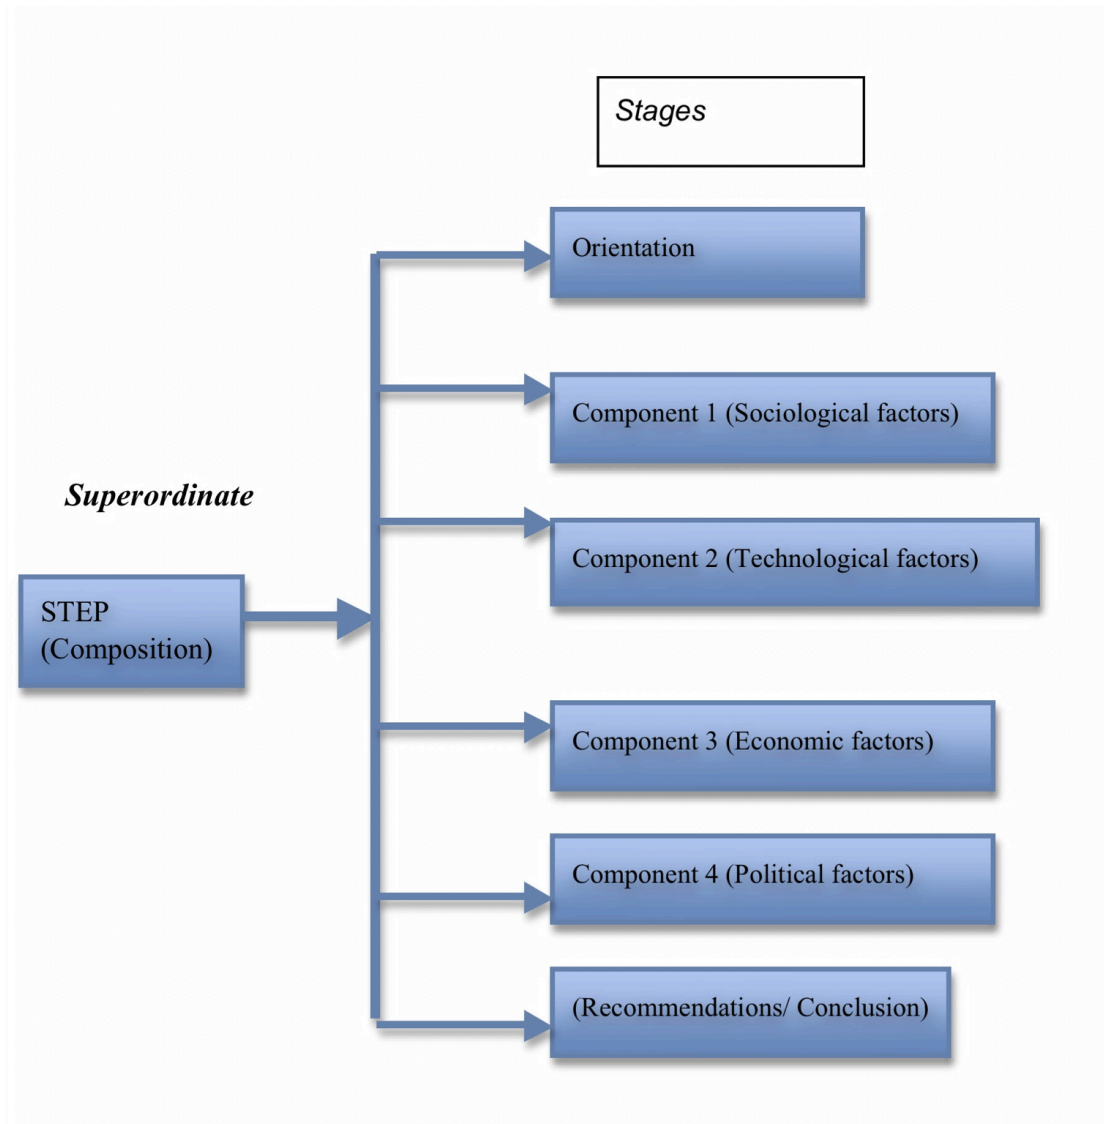 Stages
Orientation
Component 1 (Sociological factors)
Superordinate
Component 2 (Technological factors)
STEP
(Composition)
Component 3 (Economic factors)
Component 4 (Political factors)
(Recommendations/ Conclusion)